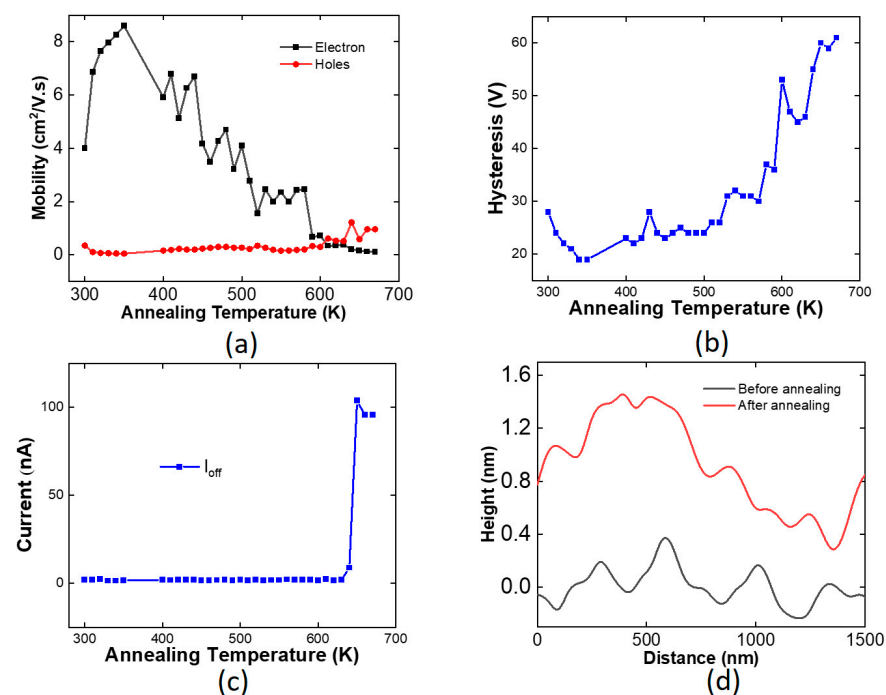 8
6
4
2
0
Mobility (cm²/V.s)
Electron
Holes
300 400 500 600 700
Annealing Temperature (K)
(a)
60
50
40
30
20
Hysteresis (V)
300 400 500 600 700
Annealing Temperature (K)
(b)
100
50
0
Current (nA)
I_off
300 400 500 600 700
Annealing Temperature (K)
(c)
1.6
1.2
0.8
0.4
0.0
Height (nm)
Before annealing
After annealing
0 500 1000 1500
Distance (nm)
(d)